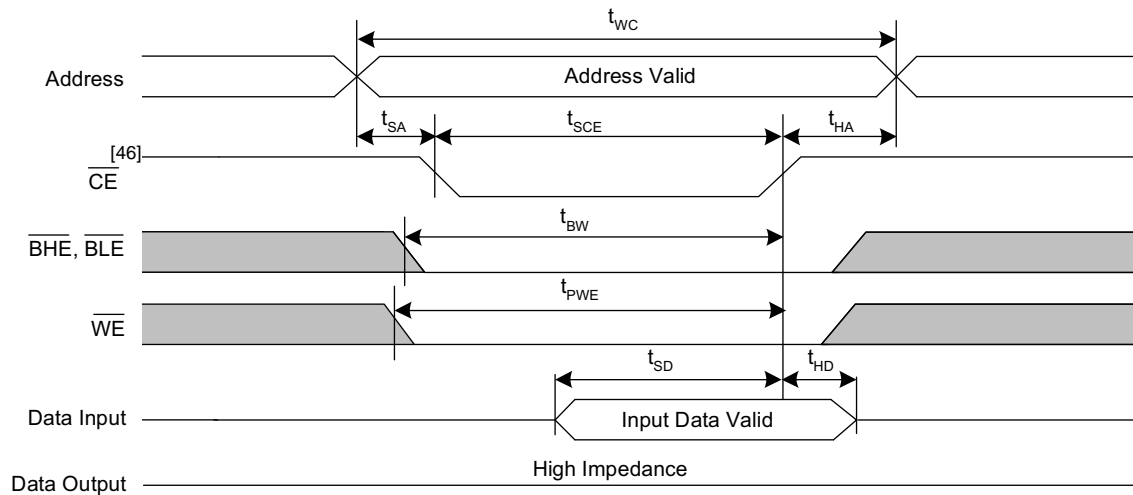 tWC
Address
Address Valid
tSA
tSCE
tHA
[46]
CE
tBW
BHE, BLE
tPWE
WE
tSD
tHD
Data Input
Input Data Valid
High Impedance
Data Output